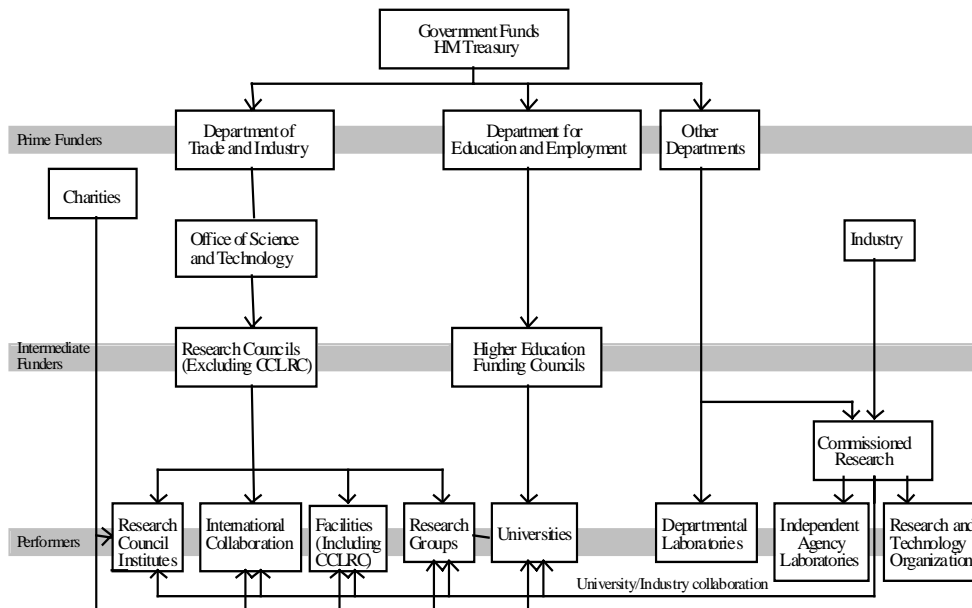 Government Funds
HM Treasury
Prime Funders
Department of
Trade and Industry
Department for
Education and Employment
Other
Departments
Charities
Office of Science
and Technology
Industry
Intermediate
Funders
Research Councils
(Excluding CCLRC)
Higher Education
Funding Councils
Commissioned
Research
Performers
Research
Council
Institutes
International
Collaboration
Facilities
(Including
CCLRC)
Research
Groups
Universities
Departmental
Laboratories
Independent
Agency
Laboratories
Research and
Technology
Organizations
University/Industry collaboration